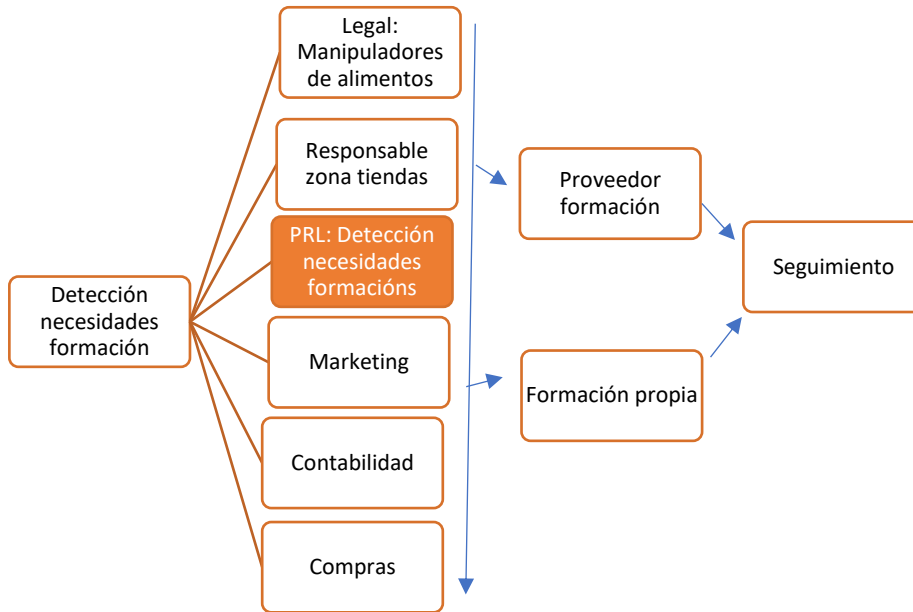 Legal:
Manipuladores
de alimentos
Responsable
zona tiendas
PRL: Detección
necesidades
formacións
Detección
necesidades
formación
Marketing
Contabilidad
Compras
Proveedor
formación
Formación propia
Seguimiento